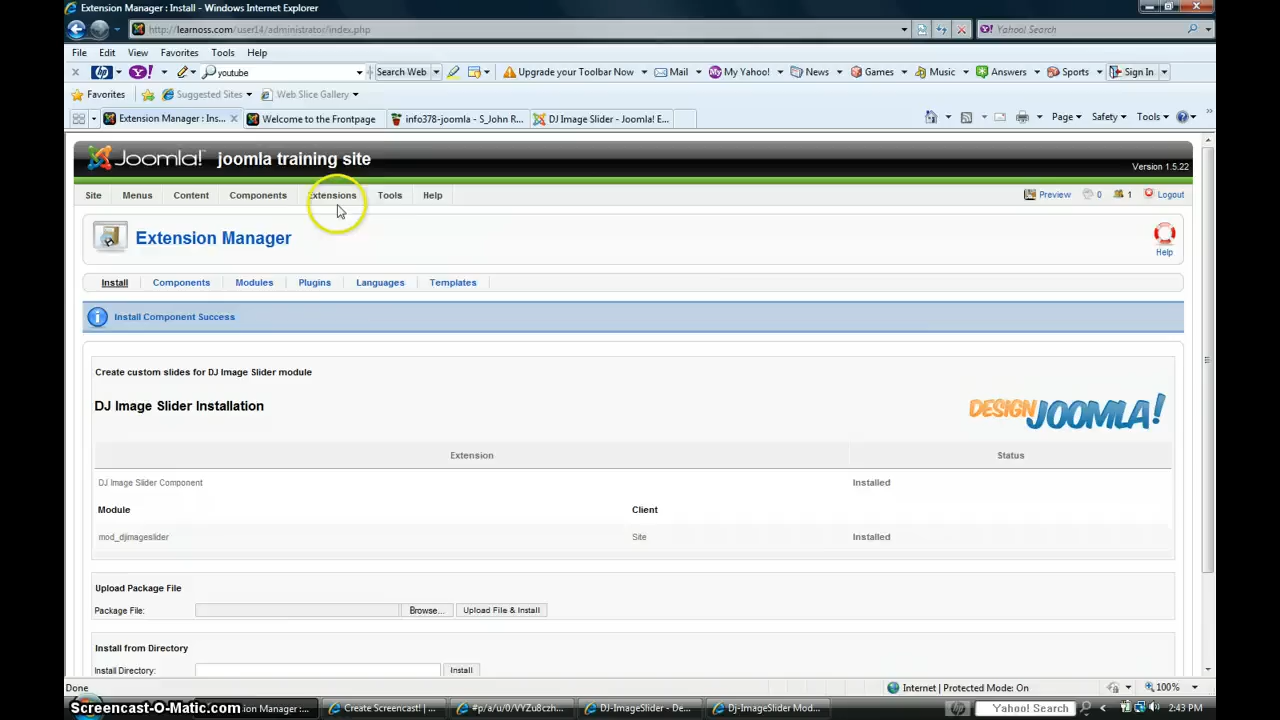 Extension Manager : Install - Windows Internet Explorer
http://learnoss.com/user14/administrator/index.php
Yahoo! Search
File Edit View Favorites Tools Help
youtube Search Web Upgrade your Toolbar Now Mail My Yahoo! News Games Music Answers Sports Sign In
Favorites Suggested Sites Web Slice Gallery
Extension Manager : Ins... Welcome to the Frontpage info378-joomla - S_John R... DJ Image Slider - Joomla! E... Page Safety Tools
Joomla! joomla training site
Version 1.5.22
Site Menus Content Components Extensions Tools Help Preview 0 1 Logout
Extension Manager
Help
Install Components Modules Plugins Languages Templates
Install Component Success
Create custom slides for DJ Image Slider module
DJ Image Slider Installation
DESIGN JOOMLA!
Extension Status
DJ Image Slider Component Installed
Module Client
mod_djimageslider Site Installed
Upload Package File
Package File: Browse... Upload File & Install
Install from Directory
Install Directory: Install
Done Internet | Protected Mode: On 100%
Screencast-O-Matic.com Extension Manager :... Create Screencast! | ... #p/a/u/0/VYZu8czh... DJ-ImageSlider - De... Dj-ImageSlider Mod... Yahoo! Search 2:43 PM